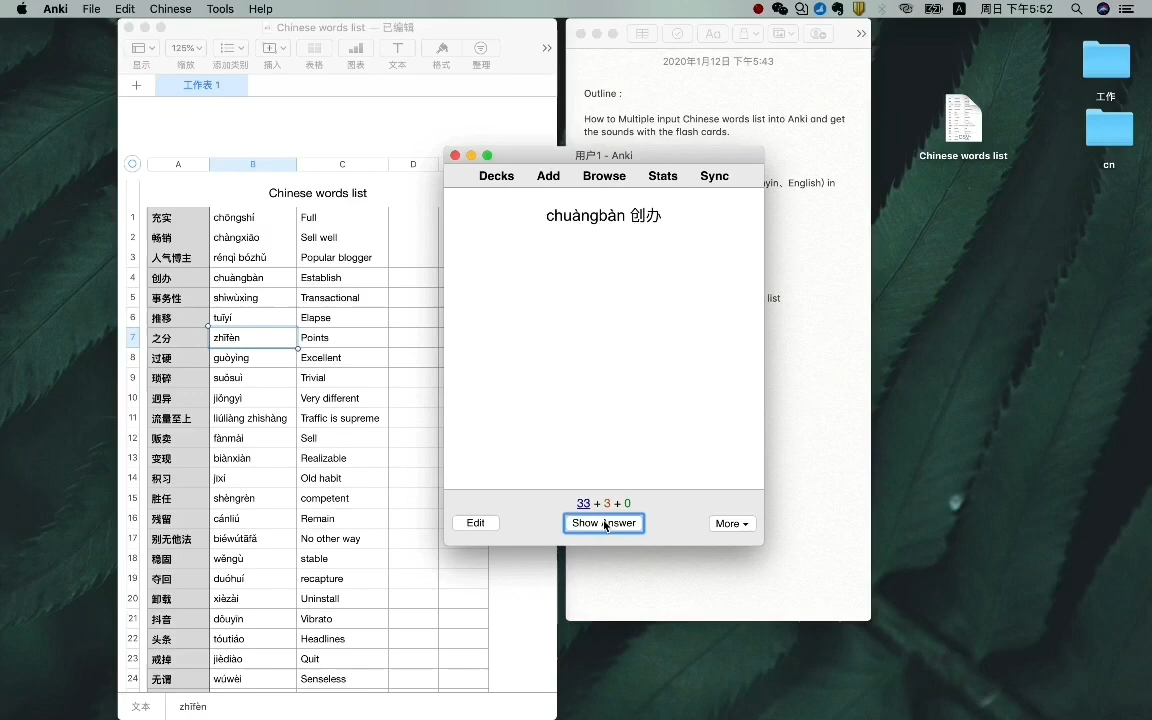 Anki File Edit Chinese Tools Help 周日 下午5:52
Chinese words list — 已编辑
125%
显示 缩放 添加类别 插入 表格 图表 文本 格式 整理
工作表 1
A B C D
Chinese words list
1 充实 chōngshí Full
2 畅销 chàngxiāo Sell well
3 人气博主 rénqì bózhǔ Popular blogger
4 创办 chuàngbàn Establish
5 事务性 shìwùxìng Transactional
6 推移 tuīyí Elapse
7 之分 zhīfèn Points
8 过硬 guòyìng Excellent
9 琐碎 suǒsuì Trivial
10 迥异 jiǒngyì Very different
11 流量至上 liúliàng zhìshàng Traffic is supreme
12 贩卖 fànmài Sell
13 变现 biànxiàn Realizable
14 积习 jīxí Old habit
15 胜任 shèngrèn competent
16 残留 cánliú Remain
17 别无他法 biéwútāfǎ No other way
18 稳固 wěngù stable
19 夺回 duóhuí recapture
20 卸载 xièzài Uninstall
21 抖音 dǒuyīn Vibrato
22 头条 tóutiáo Headlines
23 戒掉 jièdiào Quit
24 无谓 wúwèi Senseless
文本 zhīfèn
Aa
2020年1月12日 下午5:43
Outline :
How to Multiple input Chinese words list into Anki and get
the sounds with the flash cards.
yin、English) in
list
用户1 - Anki
Decks Add Browse Stats Sync
chuàngbàn 创办
33 + 3 + 0
Edit Show Answer More
Chinese words list
工作
cn